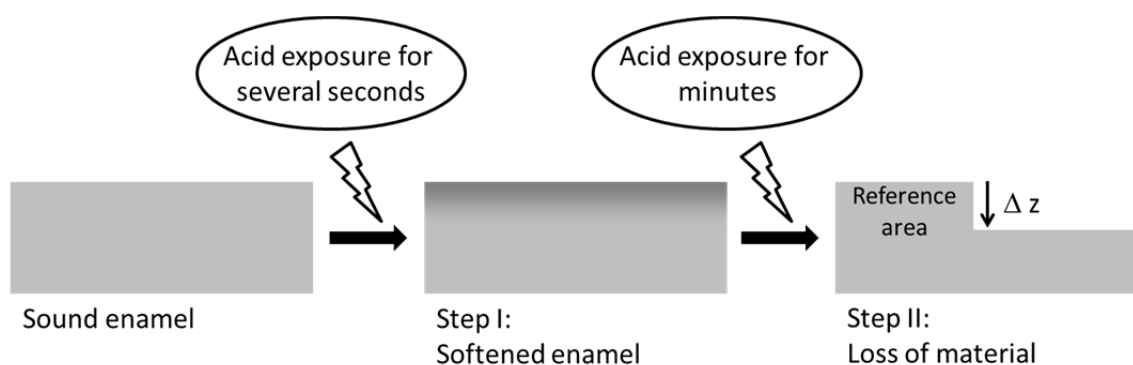 Acid exposure for
several seconds
Acid exposure for
minutes
Reference
area
Δ z
Sound enamel
Step I:
Softened enamel
Step II:
Loss of material